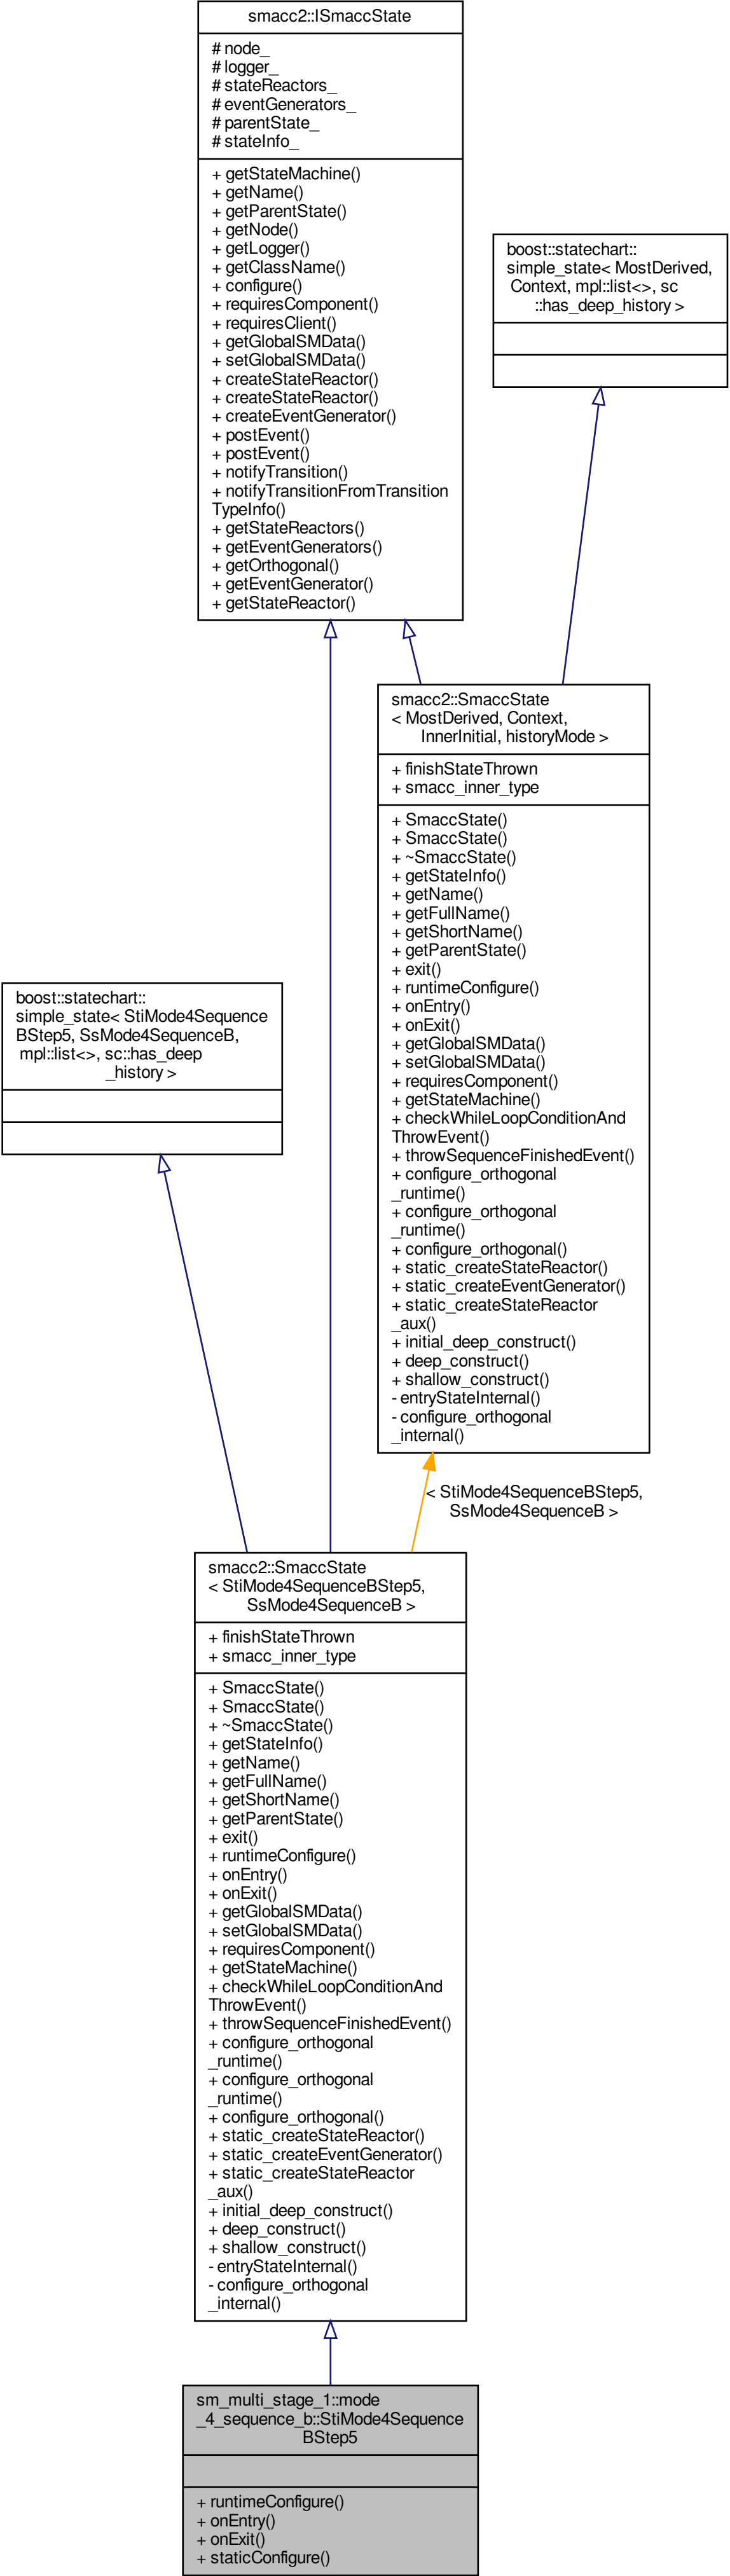 smacc2::ISmaccState
# node_
# logger_
# stateReactors_
# eventGenerators_
# parentState_
# stateInfo_
+ getStateMachine()
+ getName()
+ getParentState()
+ getNode()
+ getLogger()
+ getClassName()
+ configure()
+ requiresComponent()
+ requiresClient()
+ getGlobalSMData()
+ setGlobalSMData()
+ createStateReactor()
+ createStateReactor()
+ createEventGenerator()
+ postEvent()
+ postEvent()
+ notifyTransition()
+ notifyTransitionFromTransition
TypeInfo()
+ getStateReactors()
+ getEventGenerators()
+ getOrthogonal()
+ getEventGenerator()
+ getStateReactor()
boost::statechart::
simple_state< MostDerived,
Context, mpl::list<>, sc
::has_deep_history >
smacc2::SmaccState
< MostDerived, Context,
InnerInitial, historyMode >
+ finishStateThrown
+ smacc_inner_type
+ SmaccState()
+ SmaccState()
+ ~SmaccState()
+ getStateInfo()
+ getName()
+ getFullName()
+ getShortName()
+ getParentState()
+ exit()
+ runtimeConfigure()
+ onEntry()
+ onExit()
+ getGlobalSMData()
+ setGlobalSMData()
+ requiresComponent()
+ getStateMachine()
+ checkWhileLoopConditionAnd
ThrowEvent()
+ throwSequenceFinishedEvent()
+ configure_orthogonal
_runtime()
+ configure_orthogonal
_runtime()
+ configure_orthogonal()
+ static_createStateReactor()
+ static_createEventGenerator()
+ static_createStateReactor
_aux()
+ initial_deep_construct()
+ deep_construct()
+ shallow_construct()
- entryStateInternal()
- configure_orthogonal
_internal()
boost::statechart::
simple_state< StiMode4Sequence
BStep5, SsMode4SequenceB,
mpl::list<>, sc::has_deep
_history >
< StiMode4SequenceBStep5,
SsMode4SequenceB >
smacc2::SmaccState
< StiMode4SequenceBStep5,
SsMode4SequenceB >
+ finishStateThrown
+ smacc_inner_type
+ SmaccState()
+ SmaccState()
+ ~SmaccState()
+ getStateInfo()
+ getName()
+ getFullName()
+ getShortName()
+ getParentState()
+ exit()
+ runtimeConfigure()
+ onEntry()
+ onExit()
+ getGlobalSMData()
+ setGlobalSMData()
+ requiresComponent()
+ getStateMachine()
+ checkWhileLoopConditionAnd
ThrowEvent()
+ throwSequenceFinishedEvent()
+ configure_orthogonal
_runtime()
+ configure_orthogonal
_runtime()
+ configure_orthogonal()
+ static_createStateReactor()
+ static_createEventGenerator()
+ static_createStateReactor
_aux()
+ initial_deep_construct()
+ deep_construct()
+ shallow_construct()
- entryStateInternal()
- configure_orthogonal
_internal()
sm_multi_stage_1::mode
_4_sequence_b::StiMode4Sequence
BStep5
+ runtimeConfigure()
+ onEntry()
+ onExit()
+ staticConfigure()